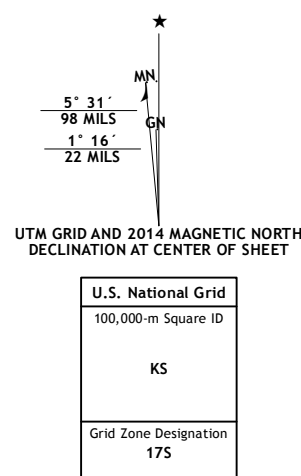 MN.
5° 31´
98 MILS
GN
1° 16´
22 MILS
UTM GRID AND 2014 MAGNETIC NORTH
DECLINATION AT CENTER OF SHEET
U.S. National Grid
100,000-m Square ID
KS
Grid Zone Designation
17S